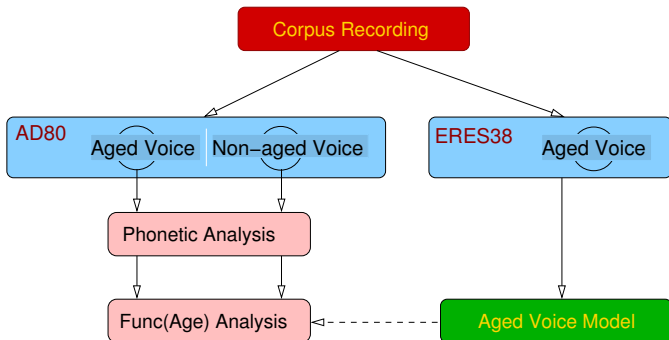 Corpus Recording
AD80
Aged Voice
Non−aged Voice
ERES38
Aged Voice
Phonetic Analysis
Func(Age) Analysis
Aged Voice Model